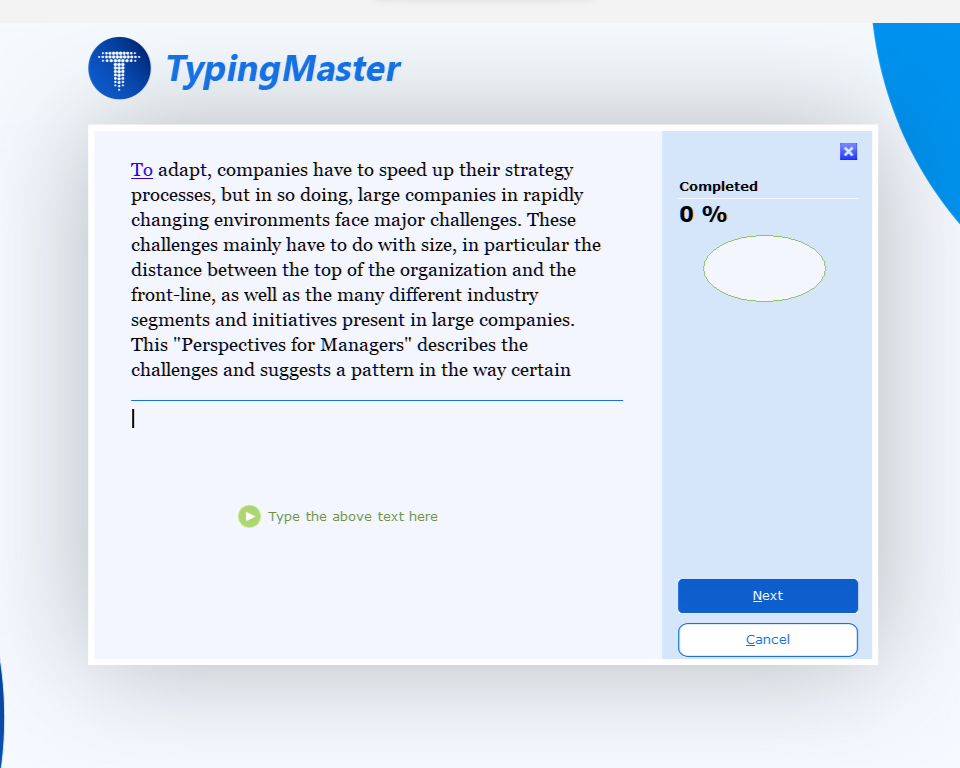 TypingMaster
To adapt, companies have to speed up their strategy
processes, but in so doing, large companies in rapidly
changing environments face major challenges. These
challenges mainly have to do with size, in particular the
distance between the top of the organization and the
front-line, as well as the many different industry
segments and initiatives present in large companies.
This "Perspectives for Managers" describes the
challenges and suggests a pattern in the way certain
Type the above text here
Completed
0 %
Next
Cancel